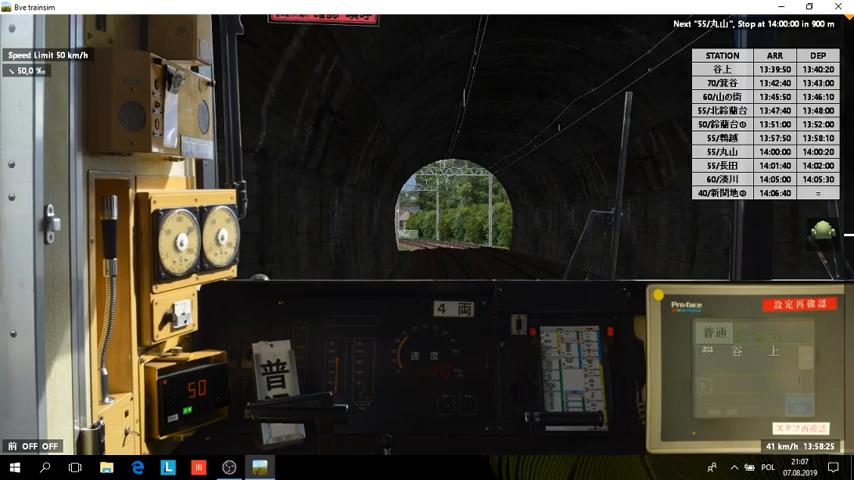 Bve trainsim
Next "55/丸山", Stop at 14:00:00 in 900 m
Speed Limit 50 km/h
50,0 ‰
STATION ARR DEP
谷上 13:39:50 13:40:20
70/箕谷 13:42:40 13:43:00
60/山の街 13:45:50 13:46:10
55/北鈴蘭台 13:47:40 13:48:00
50/鈴蘭台① 13:51:00 13:52:00
55/鵯越 13:57:50 13:58:10
55/丸山 14:00:00 14:00:20
55/長田 14:01:40 14:02:00
60/湊川 14:05:00 14:05:30
40/新開地② 14:06:40 =
4 両
Pro-face
設定再確認
普通
谷上
速度
50
普
スタフ再確認
前 OFF OFF
41 km/h 13:58:25
POL
21:07
07.08.2019